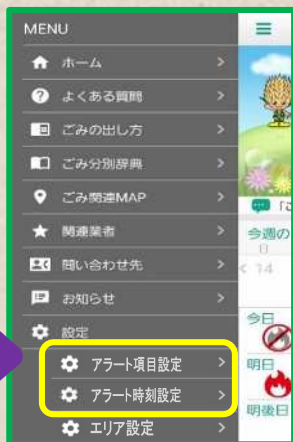 MENU
ホーム
よくある質問
ごみの出し方
ごみ分別辞典
ごみ関連MAP
関連業者
問い合わせ先
お知らせ
設定
アラート項目設定
アラート時刻設定
エリア設定
「こ
今週の
日
14
今日
明日
明後日